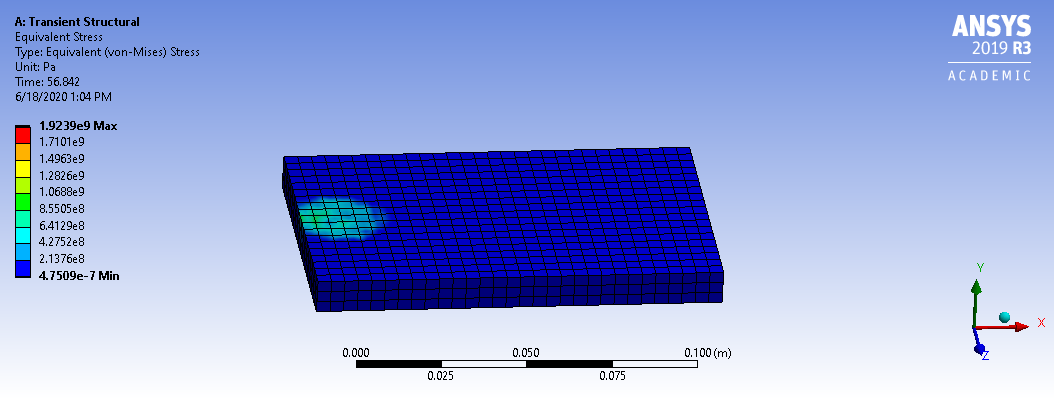 A: Transient Structural
Equivalent Stress
Type: Equivalent (von-Mises) Stress
Unit: Pa
Time: 56.842
6/18/2020 1:04 PM
1.9239e9 Max
1.7101e9
1.4963e9
1.2826e9
1.0688e9
8.5505e8
6.4129e8
4.2752e8
2.1376e8
4.7509e-7 Min
ANSYS
2019 R3
ACADEMIC
0.000 0.050 0.100 (m)
0.025 0.075
Y
X
Z